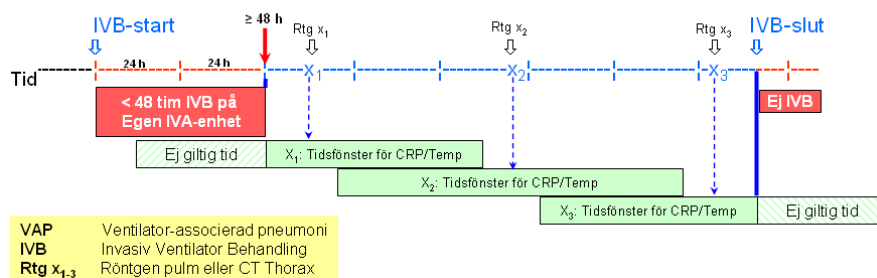 IVB-start
≥ 48 h
Rtg x1
Rtg x2
Rtg x3
IVB-slut
24 h
24 h
Tid
X1
X2
X3
< 48 tim IVB på
Egen IVA-enhet
Ej IVB
Ej giltig tid
X1: Tidsfönster för CRP/Temp
X2: Tidsfönster för CRP/Temp
X3: Tidsfönster för CRP/Temp
Ej giltig tid
VAP Ventilator-associerad pneumoni
IVB Invasiv Ventilator Behandling
Rtg x1-3 Röntgen pulm eller CT Thorax